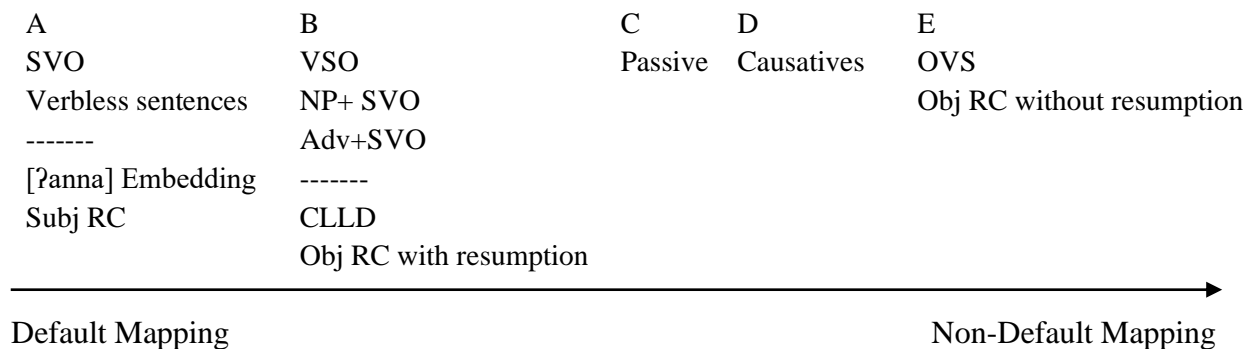 A B C D E
SVO VSO Passive Causatives OVS
Verbless sentences NP+ SVO Obj RC without resumption
------- Adv+SVO
[ʔanna] Embedding -------
Subj RC CLLD
Obj RC with resumption
Default Mapping Non-Default Mapping